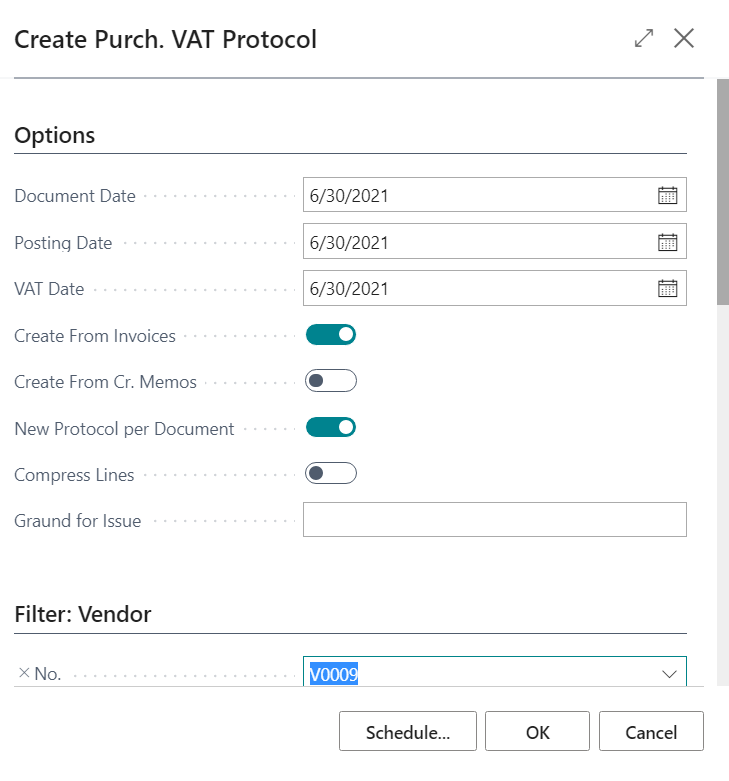 Create Purch. VAT Protocol
Options
Document Date 6/30/2021
Posting Date 6/30/2021
VAT Date 6/30/2021
Create From Invoices
Create From Cr. Memos
New Protocol per Document
Compress Lines
Graund for Issue
Filter: Vendor
× No. V0009
Schedule... OK Cancel